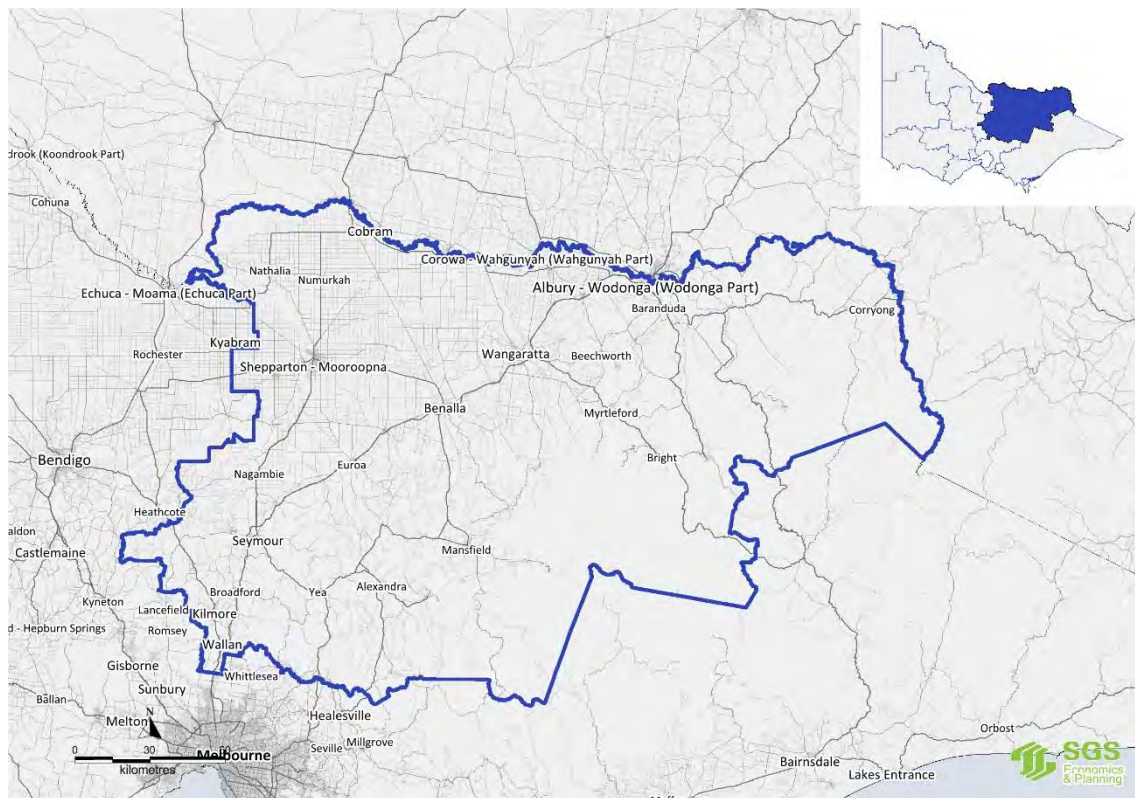 drook (Koondrook Part)
Cohuna
Cobram
Corowa - Wahgunyah (Wahgunyah Part)
Nathalia
Numurkah
Echuca - Moama (Echuca Part)
Albury - Wodonga (Wodonga Part)
Baranduda
Corryong
Kyabram
Rochester
Wangaratta
Beechworth
Shepparton - Mooroopna
Benalla
Myrtleford
Bendigo
Euroa
Bright
Nagambie
Heathcote
aldon
Seymour
Castlemaine
Mansfield
Alexandra
Broadford
Yea
Kyneton
Lancefield
Kilmore
d - Hepburn Springs
Romsey
Wallan
Gisborne
Whittlesea
Sunbury
Ballan
Healesville
Melton
N
Seville
Millgrove
Orbost
0 30 60
Melbourne
kilometres
Bairnsdale
Lakes Entrance
SGS
Economics
& Planning